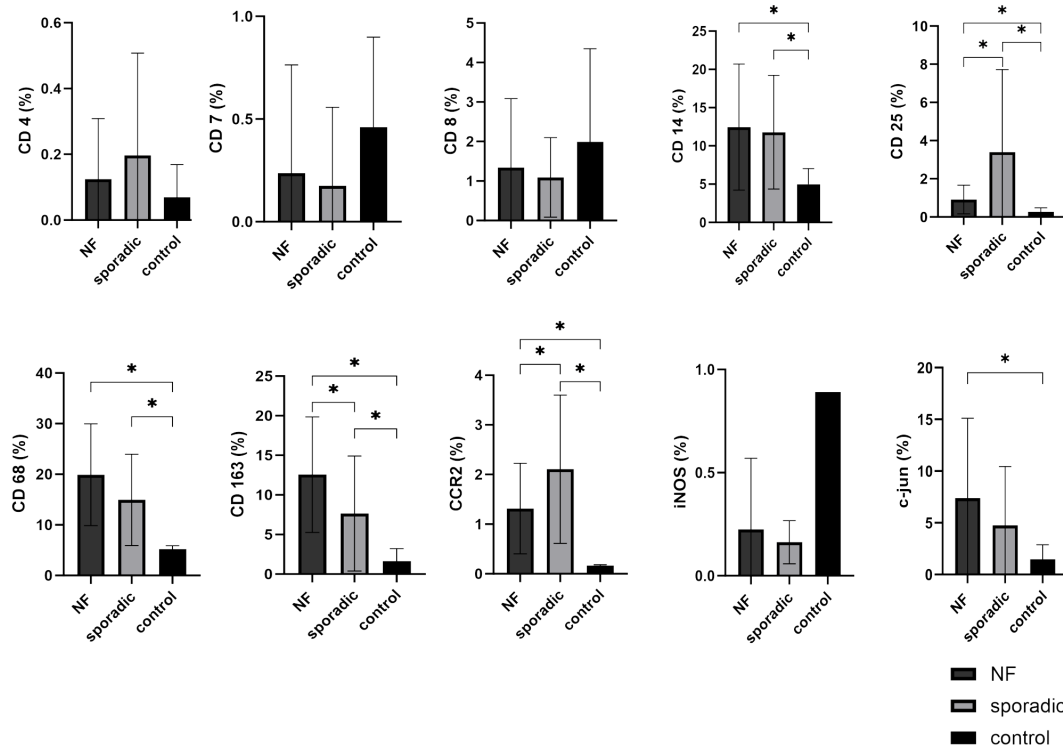 CD 4 (%)
0.6
0.4
0.2
0.0
NF
sporadic
control
CD 7 (%)
1.0
0.5
0.0
NF
sporadic
control
CD 8 (%)
5
4
3
2
1
0
NF
sporadic
control
CD 14 (%)
25
20
15
10
5
0
*
*
NF
sporadic
control
CD 25 (%)
10
8
6
4
2
0
*
*
*
NF
sporadic
control
CD 68 (%)
40
30
20
10
0
*
*
NF
sporadic
control
CD 163 (%)
25
20
15
10
5
0
*
*
*
NF
sporadic
control
CCR2 (%)
4
3
2
1
0
*
*
*
NF
sporadic
control
iNOS (%)
1.0
0.5
0.0
NF
sporadic
control
c-jun (%)
20
15
10
5
0
*
NF
sporadic
control
NF
sporadic
control